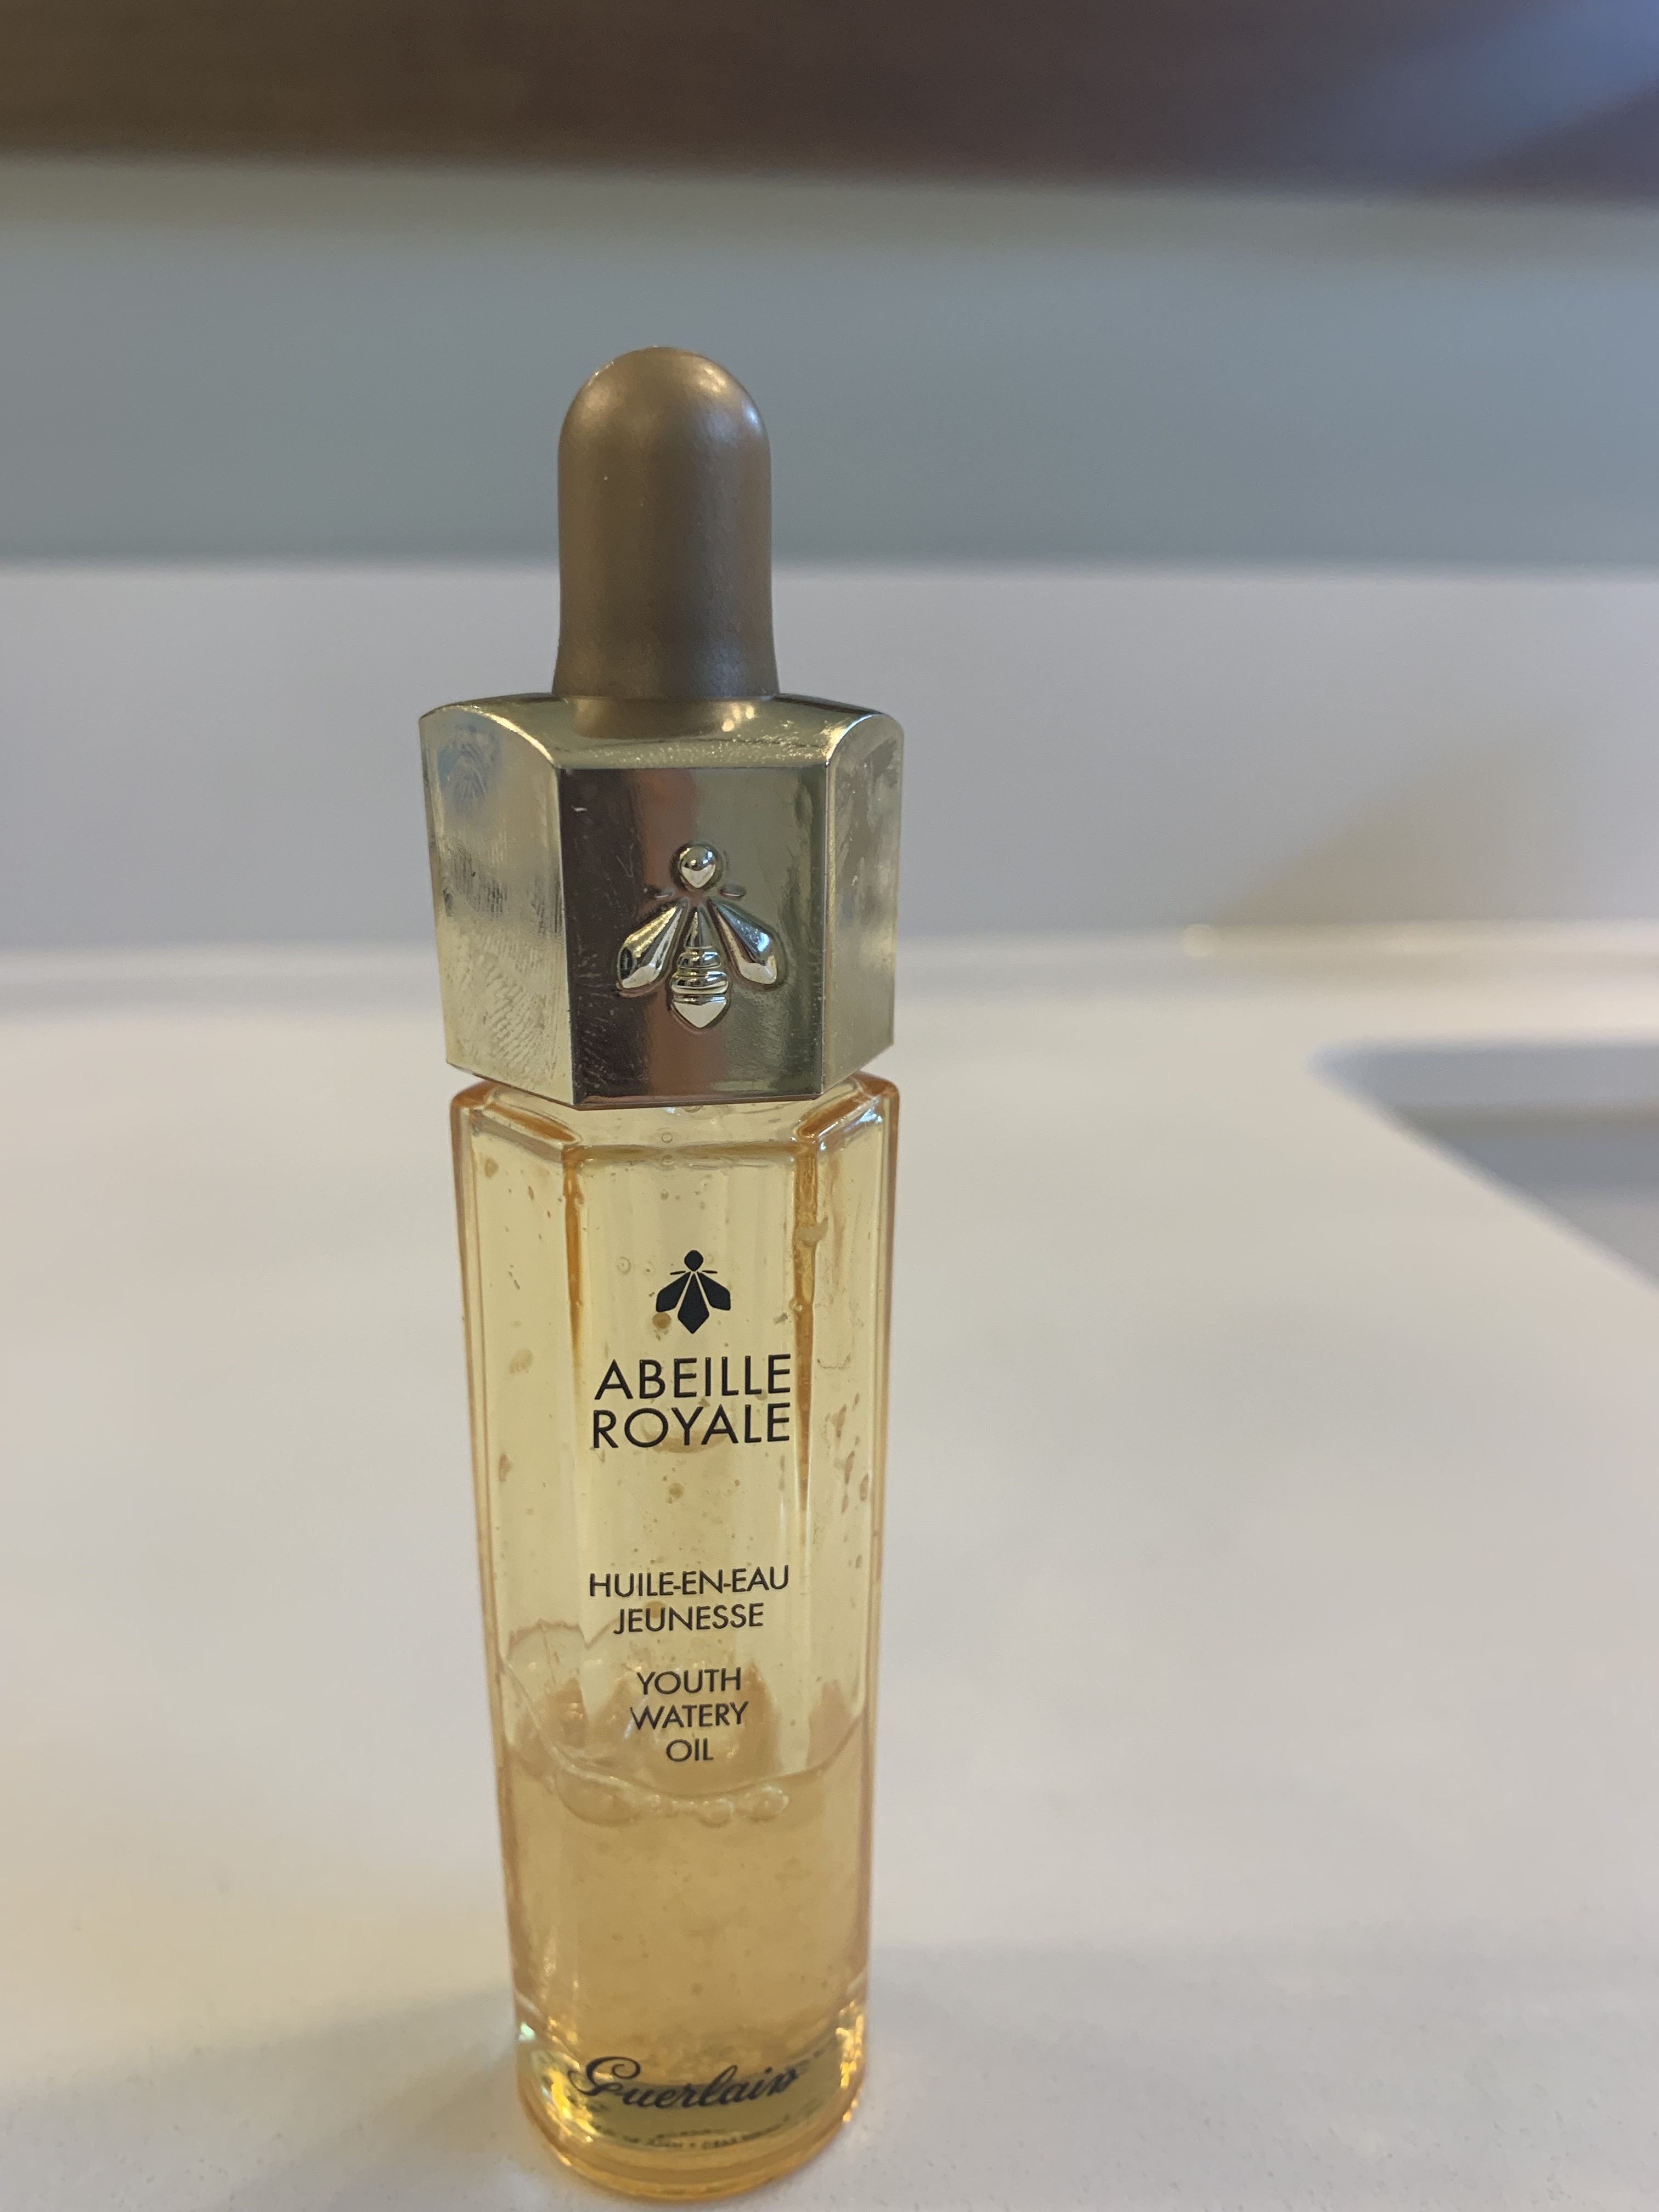 ABEILLE
ROYALE
HUILE-EN-EAU
JEUNESSE
YOUTH
WATERY
OIL
Guerlain